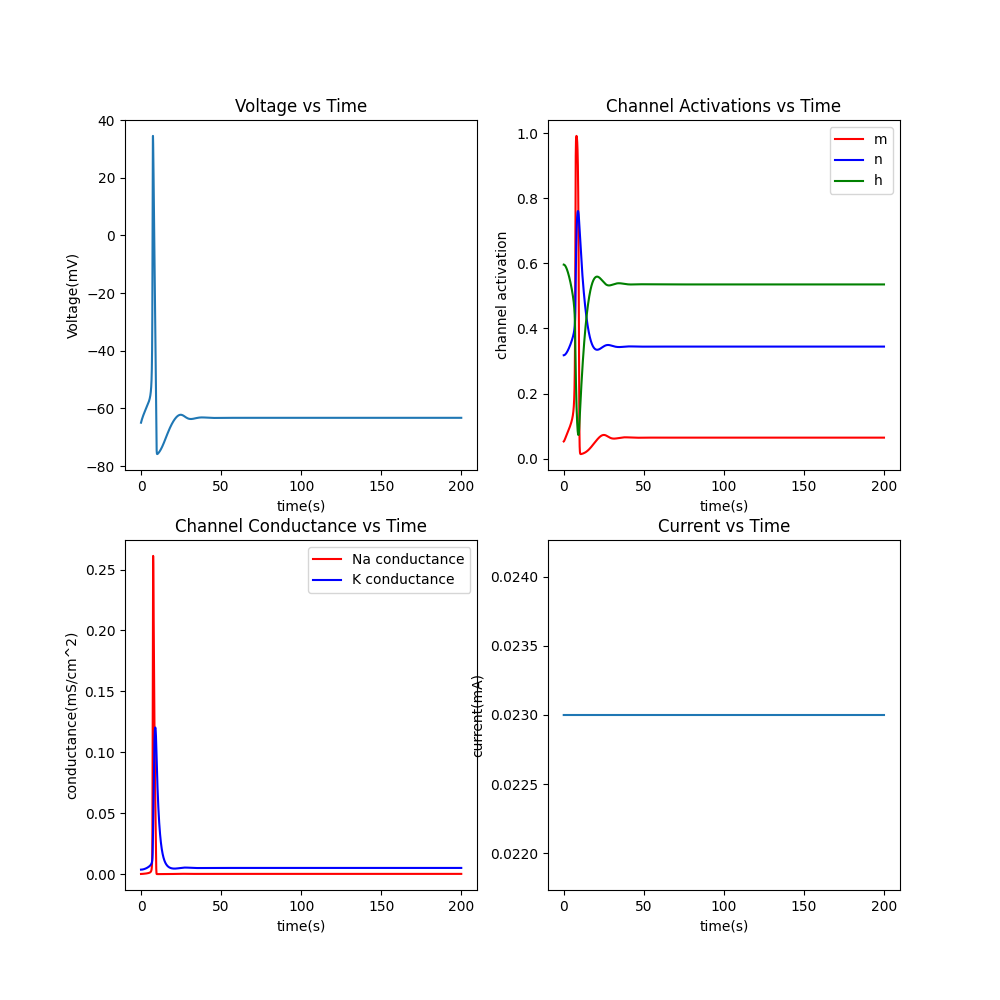 Voltage vs Time
40
20
0
−20
−40
−60
−80
Voltage(mV)
0 50 100 150 200
time(s)
Channel Activations vs Time
1.0
0.8
0.6
0.4
0.2
0.0
channel activation
m
n
h
0 50 100 150 200
time(s)
Channel Conductance vs Time
0.25
0.20
0.15
0.10
0.05
0.00
conductance(mS/cm^2)
Na conductance
K conductance
0 50 100 150 200
time(s)
Current vs Time
0.0240
0.0235
0.0230
0.0225
0.0220
current(mA)
0 50 100 150 200
time(s)